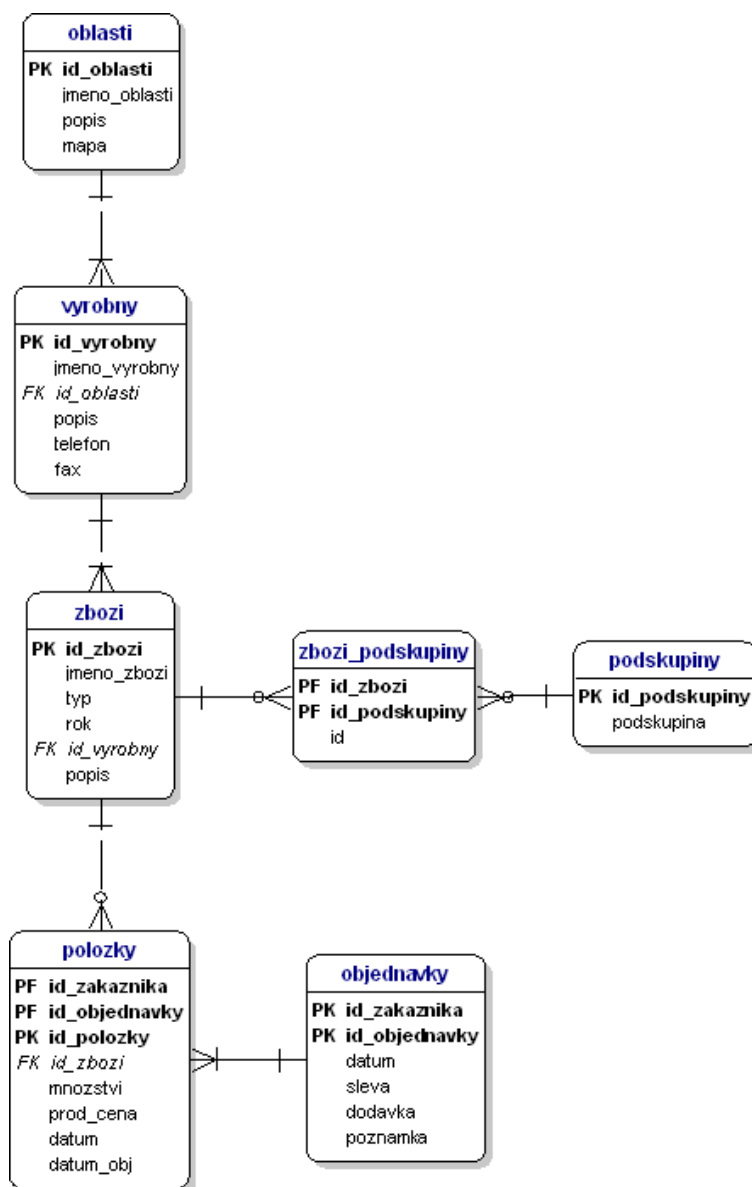 oblasti
PK id_oblasti
jmeno_oblasti
popis
mapa
vyrobny
PK id_vyrobny
jmeno_vyrobny
FK id_oblasti
popis
telefon
fax
zbozi
PK id_zbozi
jmeno_zbozi
typ
rok
FK id_vyrobny
popis
zbozi_podskupiny
PF id_zbozi
PF id_podskupiny
id
podskupiny
PK id_podskupiny
podskupina
polozky
PF id_zakaznika
PF id_objednavky
PK id_polozky
FK id_zbozi
mnozstvi
prod_cena
datum
datum_obj
objednavky
PK id_zakaznika
PK id_objednavky
datum
sleva
dodavka
poznamka